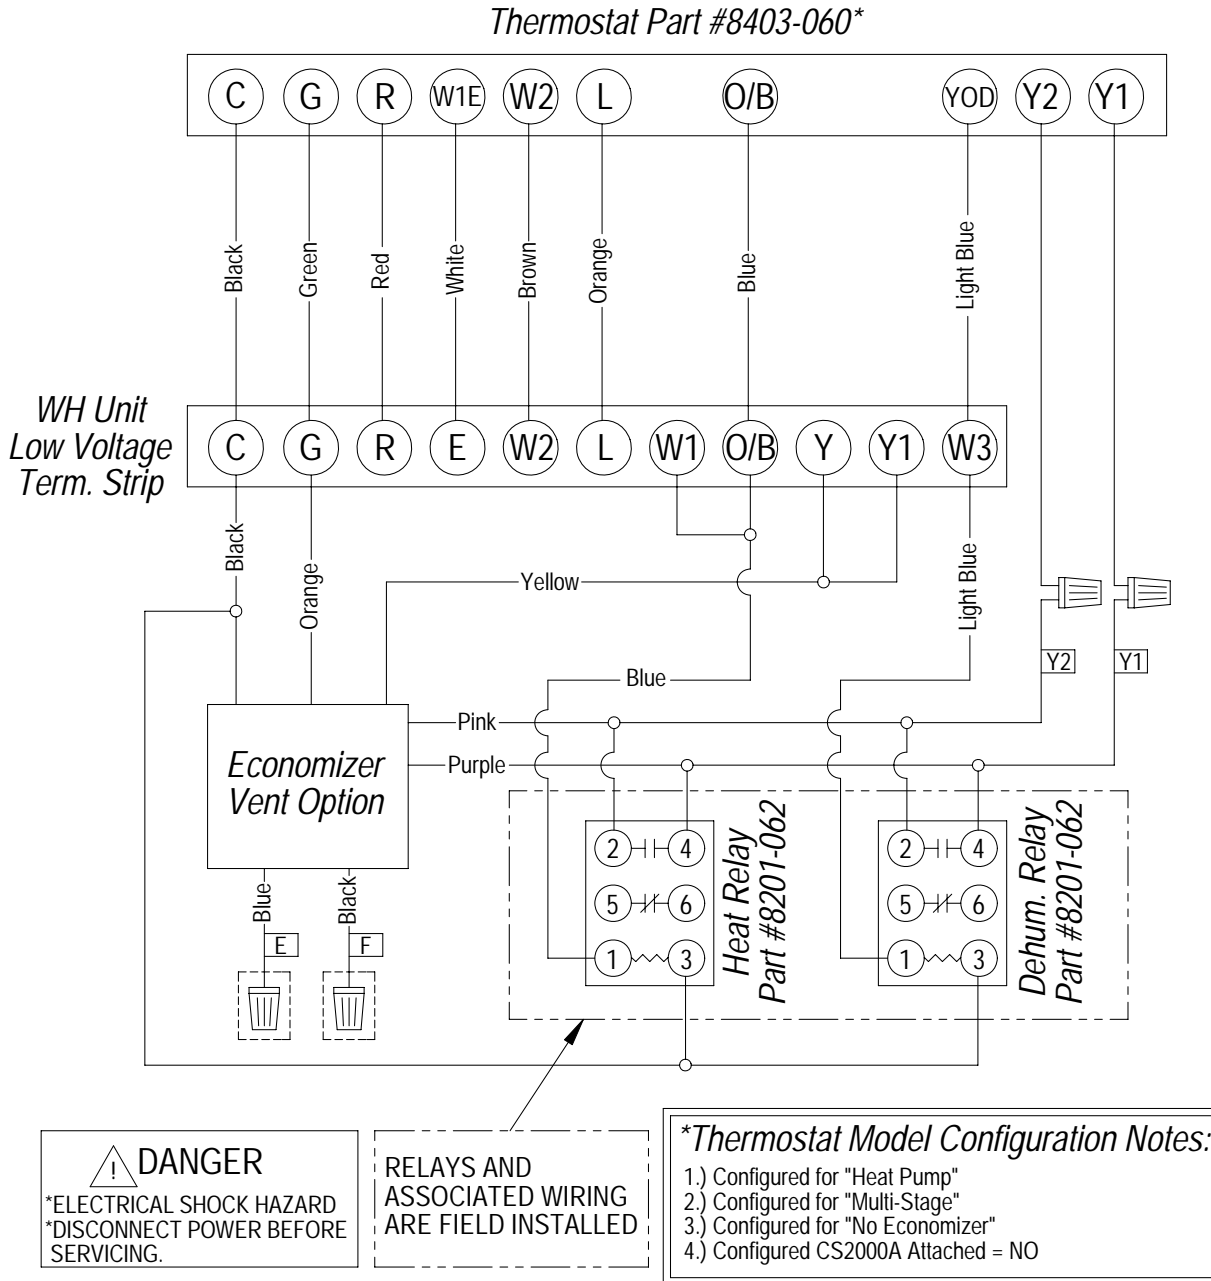 Thermostat Part #8403-060*
C G R W1E W2 L O/B YOD Y2 Y1
Black Green Red White Brown Orange Blue Light Blue
WH Unit
Low Voltage
Term. Strip
C G R E W2 L W1 O/B Y Y1 W3
Black
Orange
Yellow
Light Blue
Blue
Y2 Y1
Pink
Purple
Economizer
Vent Option
Blue
Black
E F
2 4
5 6
1 3
Heat Relay
Part #8201-062
2 4
5 6
1 3
Dehum. Relay
Part #8201-062
! DANGER
*ELECTRICAL SHOCK HAZARD
*DISCONNECT POWER BEFORE
SERVICING.
RELAYS AND
ASSOCIATED WIRING
ARE FIELD INSTALLED
*Thermostat Model Configuration Notes:
1.) Configured for "Heat Pump"
2.) Configured for "Multi-Stage"
3.) Configured for "No Economizer"
4.) Configured CS2000A Attached = NO